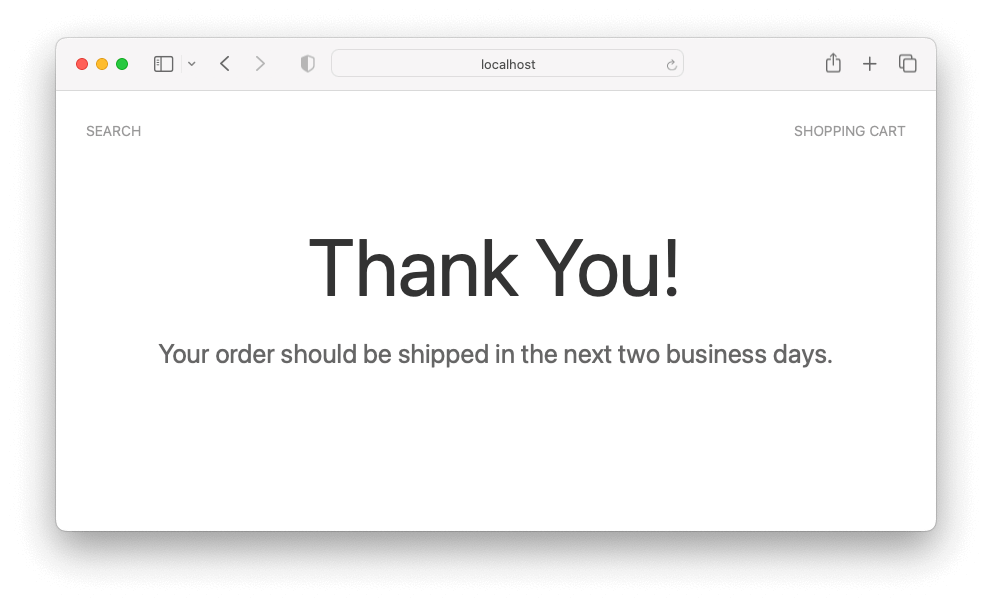 localhost
SEARCH
SHOPPING CART
Thank You!
Your order should be shipped in the next two business days.